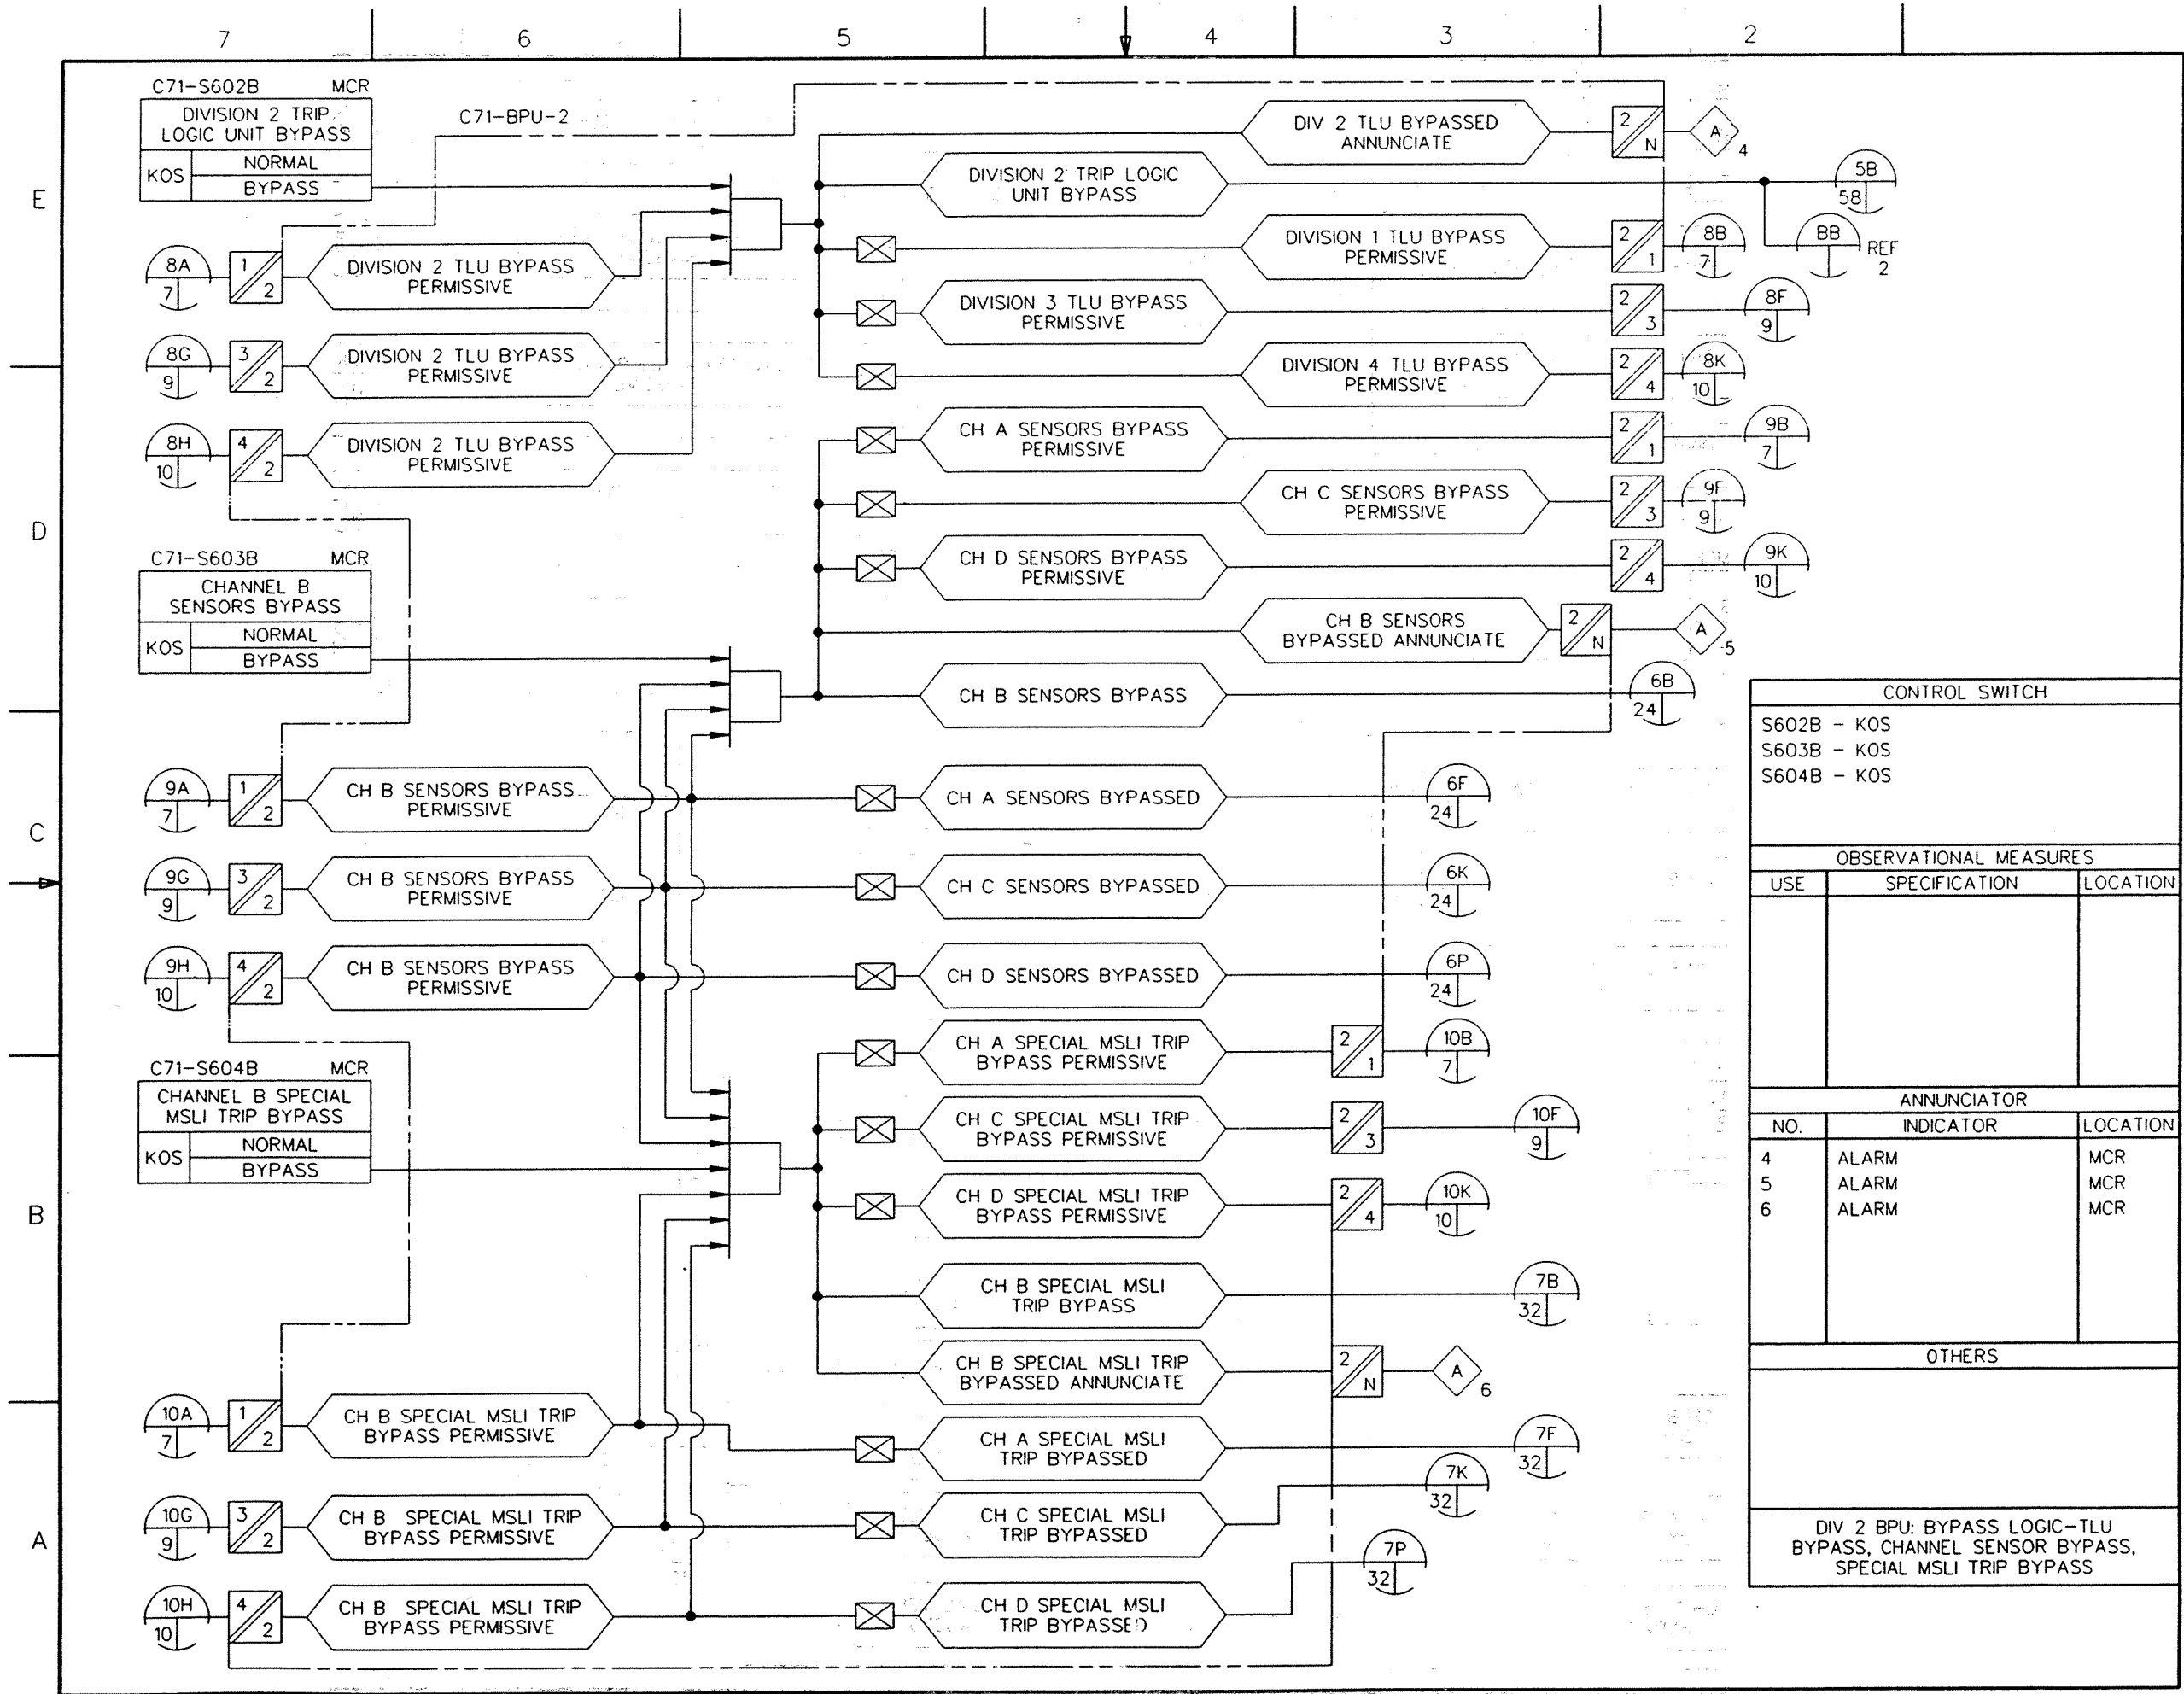 7 6 5 4 3 2
E
D
C
B
A
C71-S602B MCR
DIVISION 2 TRIP
LOGIC UNIT BYPASS
KOS NORMAL
BYPASS
C71-BPU-2
8A
7
1
2
DIVISION 2 TLU BYPASS
PERMISSIVE
8G
9
3
2
DIVISION 2 TLU BYPASS
PERMISSIVE
8H
10
4
2
DIVISION 2 TLU BYPASS
PERMISSIVE
DIV 2 TLU BYPASSED
ANNUNCIATE
2
N
A
4
DIVISION 2 TRIP LOGIC
UNIT BYPASS
5B
58
BB REF
2
DIVISION 1 TLU BYPASS
PERMISSIVE
2
1
8B
7
DIVISION 3 TLU BYPASS
PERMISSIVE
2
3
8F
9
DIVISION 4 TLU BYPASS
PERMISSIVE
2
4
8K
10
CH A SENSORS BYPASS
PERMISSIVE
2
1
9B
7
CH C SENSORS BYPASS
PERMISSIVE
2
3
9F
9
CH D SENSORS BYPASS
PERMISSIVE
2
4
9K
10
CH B SENSORS
BYPASSED ANNUNCIATE
2
N
A
5
CH B SENSORS BYPASS
6B
24
C71-S603B MCR
CHANNEL B
SENSORS BYPASS
KOS NORMAL
BYPASS
9A
7
1
2
CH B SENSORS BYPASS
PERMISSIVE
CH A SENSORS BYPASSED
6F
24
9G
9
3
2
CH B SENSORS BYPASS
PERMISSIVE
CH C SENSORS BYPASSED
6K
24
9H
10
4
2
CH B SENSORS BYPASS
PERMISSIVE
CH D SENSORS BYPASSED
6P
24
C71-S604B MCR
CHANNEL B SPECIAL
MSLI TRIP BYPASS
KOS NORMAL
BYPASS
CH A SPECIAL MSLI TRIP
BYPASS PERMISSIVE
2
1
10B
7
CH C SPECIAL MSLI TRIP
BYPASS PERMISSIVE
2
3
10F
9
CH D SPECIAL MSLI TRIP
BYPASS PERMISSIVE
2
4
10K
10
CH B SPECIAL MSLI
TRIP BYPASS
7B
32
CH B SPECIAL MSLI TRIP
BYPASSED ANNUNCIATE
2
N
A
6
10A
7
1
2
CH B SPECIAL MSLI TRIP
BYPASS PERMISSIVE
CH A SPECIAL MSLI
TRIP BYPASSED
7F
32
10G
9
3
2
CH B SPECIAL MSLI TRIP
BYPASS PERMISSIVE
CH C SPECIAL MSLI
TRIP BYPASSED
7K
32
10H
10
4
2
CH B SPECIAL MSLI TRIP
BYPASS PERMISSIVE
CH D SPECIAL MSLI
TRIP BYPASSED
7P
32
CONTROL SWITCH
S602B - KOS
S603B - KOS
S604B - KOS
OBSERVATIONAL MEASURES
USE SPECIFICATION LOCATION
ANNUNCIATOR
NO. INDICATOR LOCATION
4 ALARM MCR
5 ALARM MCR
6 ALARM MCR
OTHERS
DIV 2 BPU: BYPASS LOGIC-TLU
BYPASS, CHANNEL SENSOR BYPASS,
SPECIAL MSLI TRIP BYPASS